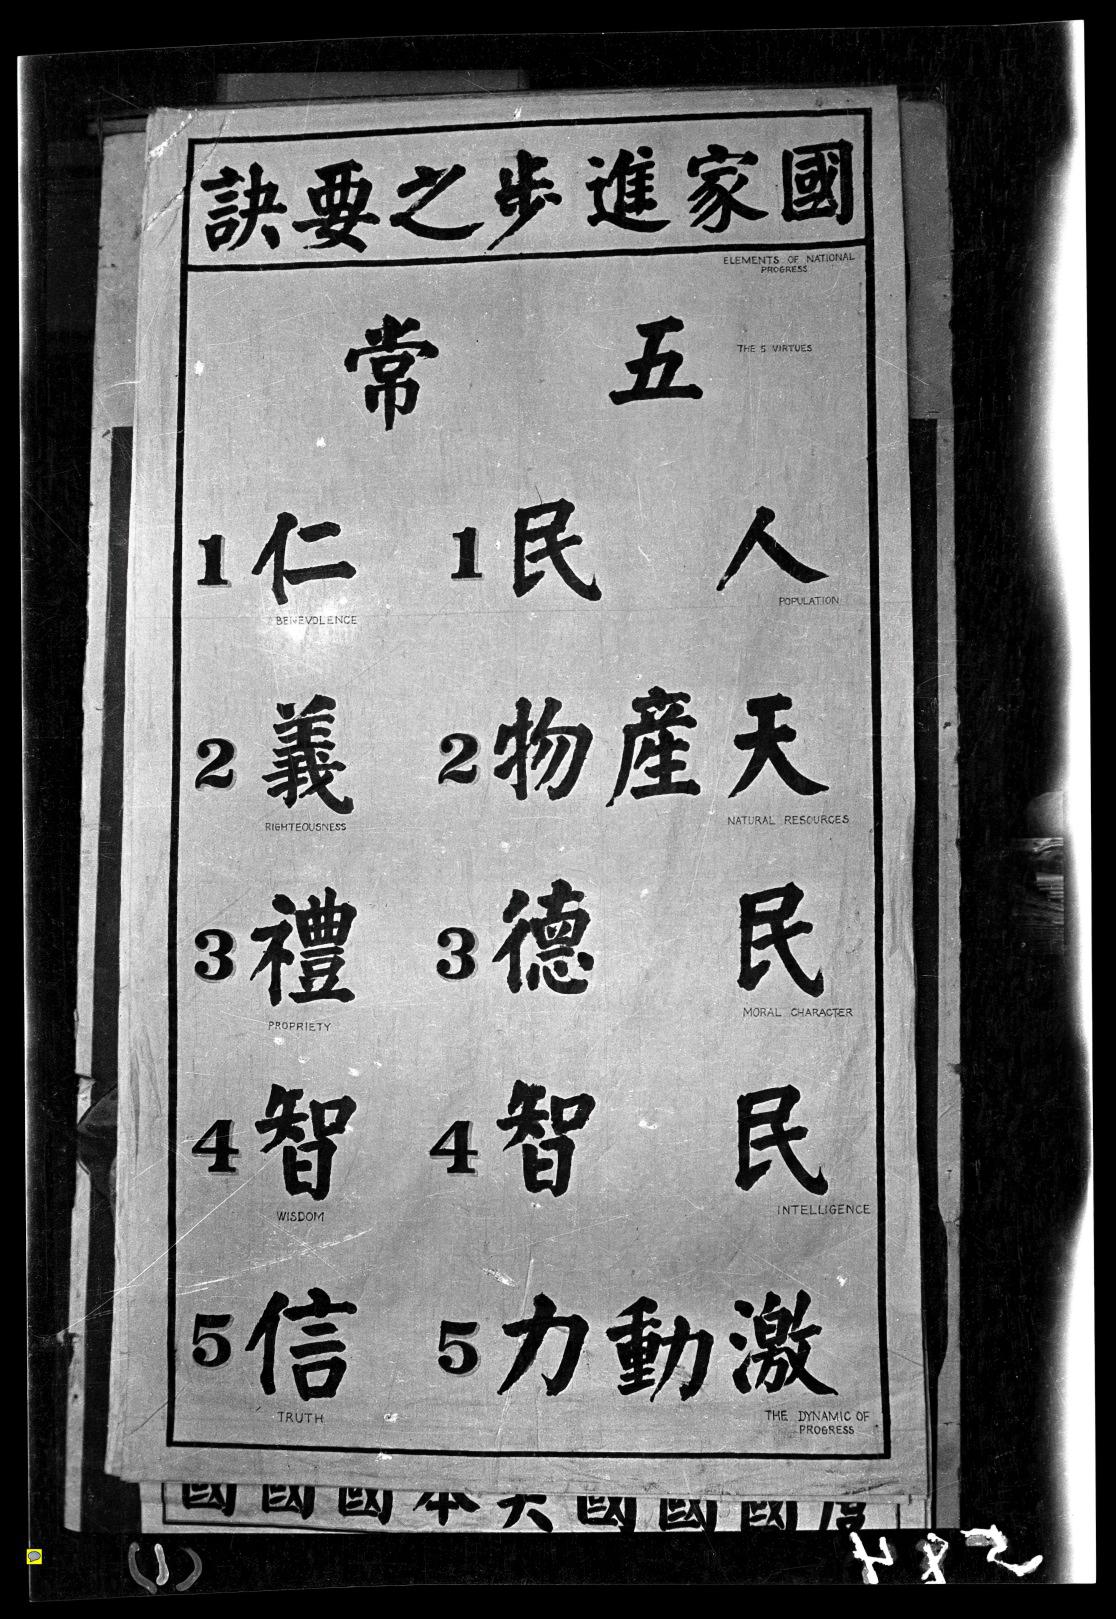 國家進步之要訣
ELEMENTS OF NATIONAL
PROGRESS
五常
THE 5 VIRTUES
人民 1
POPULATION
仁 1
BENEVOLENCE
天産物 2
NATURAL RESOURCES
義 2
RIGHTEOUSNESS
民德 3
MORAL CHARACTER
禮 3
PROPRIETY
民智 4
INTELLIGENCE
智 4
WISDOM
激動力 5
THE DYNAMIC OF
PROGRESS
信 5
TRUTH
584
(1)